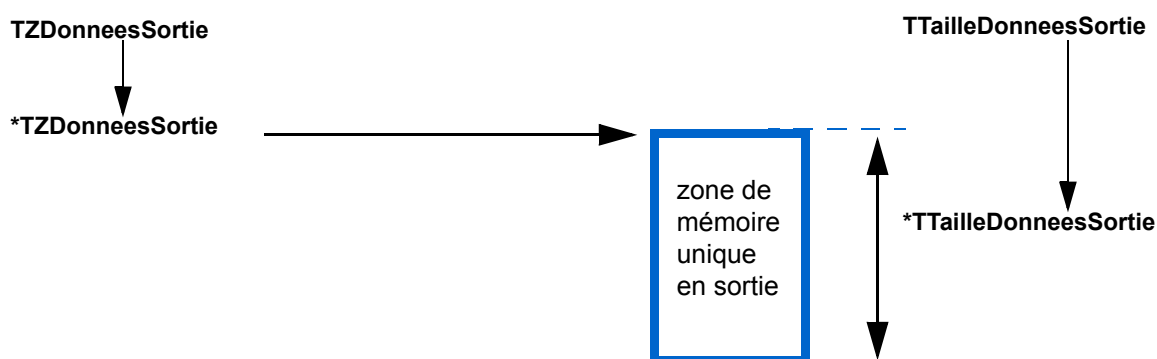 TZDonneesSortie
TTailleDonneesSortie
*TZDonneesSortie
zone de
mémoire
unique
en sortie
*TTailleDonneesSortie